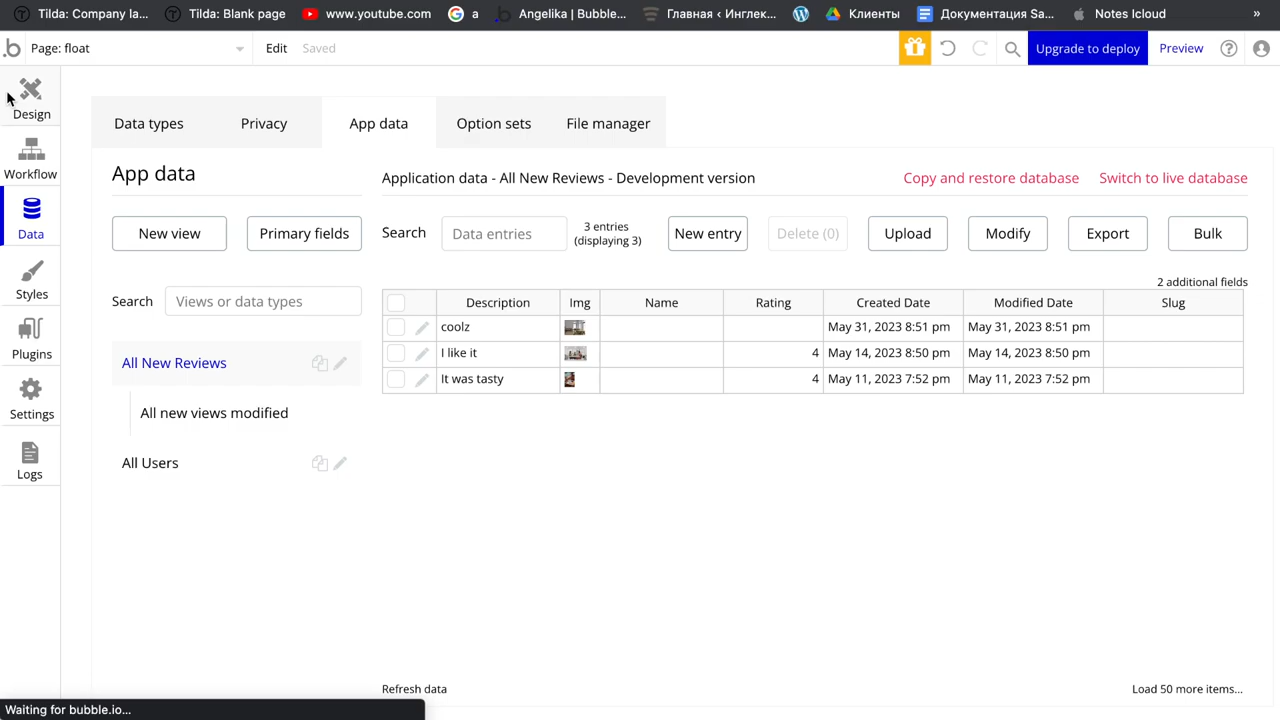 Tilda: Company la...
Tilda: Blank page
www.youtube.com
a
Angelika | Bubble...
Главная ‹ Инглек...
Клиенты
Документация Sa...
Notes Icloud
»
Page: float
Edit
Saved
Upgrade to deploy
Preview
Design
Workflow
Data
Styles
Plugins
Settings
Logs
Data types
Privacy
App data
Option sets
File manager
App data
New view
Primary fields
Search
Views or data types
All New Reviews
All new views modified
All Users
Application data - All New Reviews - Development version
Copy and restore database
Switch to live database
Search
Data entries
3 entries
(displaying 3)
New entry
Delete (0)
Upload
Modify
Export
Bulk
2 additional fields
Description Img Name Rating Created Date Modified Date Slug
coolz May 31, 2023 8:51 pm May 31, 2023 8:51 pm
I like it 4 May 14, 2023 8:50 pm May 14, 2023 8:50 pm
It was tasty 4 May 11, 2023 7:52 pm May 11, 2023 7:52 pm
Refresh data
Load 50 more items...
Waiting for bubble.io...